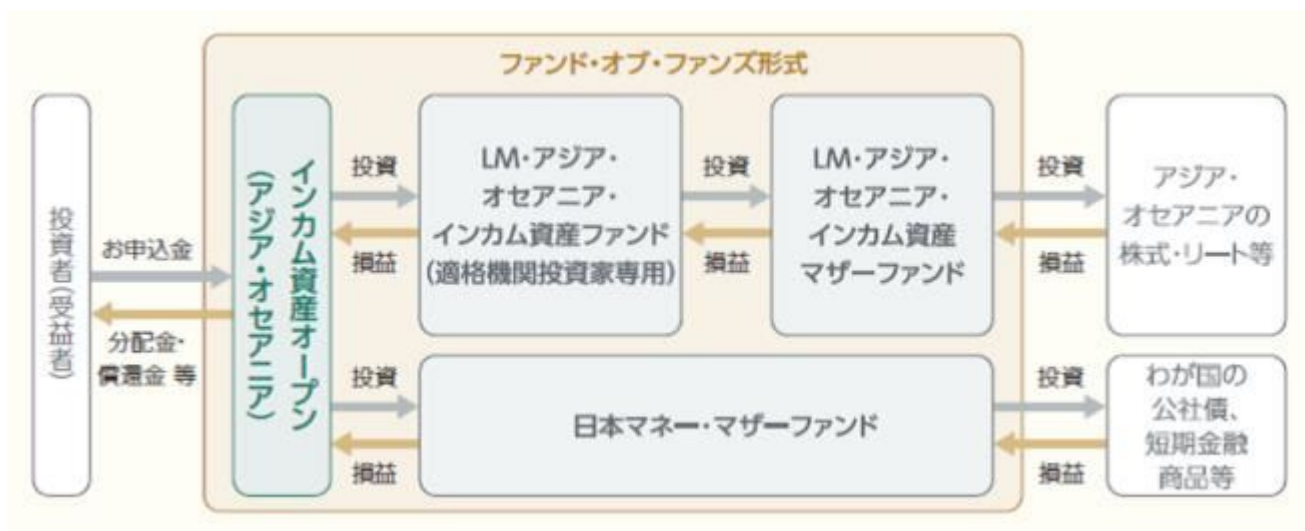 ファンド・オブ・ファンズ形式
投資者(受益者)
お申込金
分配金・
償還金 等
インカム資産オープン
(アジア・オセアニア)
投資
損益
LM・アジア・
オセアニア・
インカム資産ファンド
(適格機関投資家専用)
投資
損益
LM・アジア・
オセアニア・
インカム資産
マザーファンド
投資
損益
アジア・
オセアニアの
株式・リート等
投資
損益
日本マネー・マザーファンド
投資
損益
わが国の
公社債、
短期金融
商品等